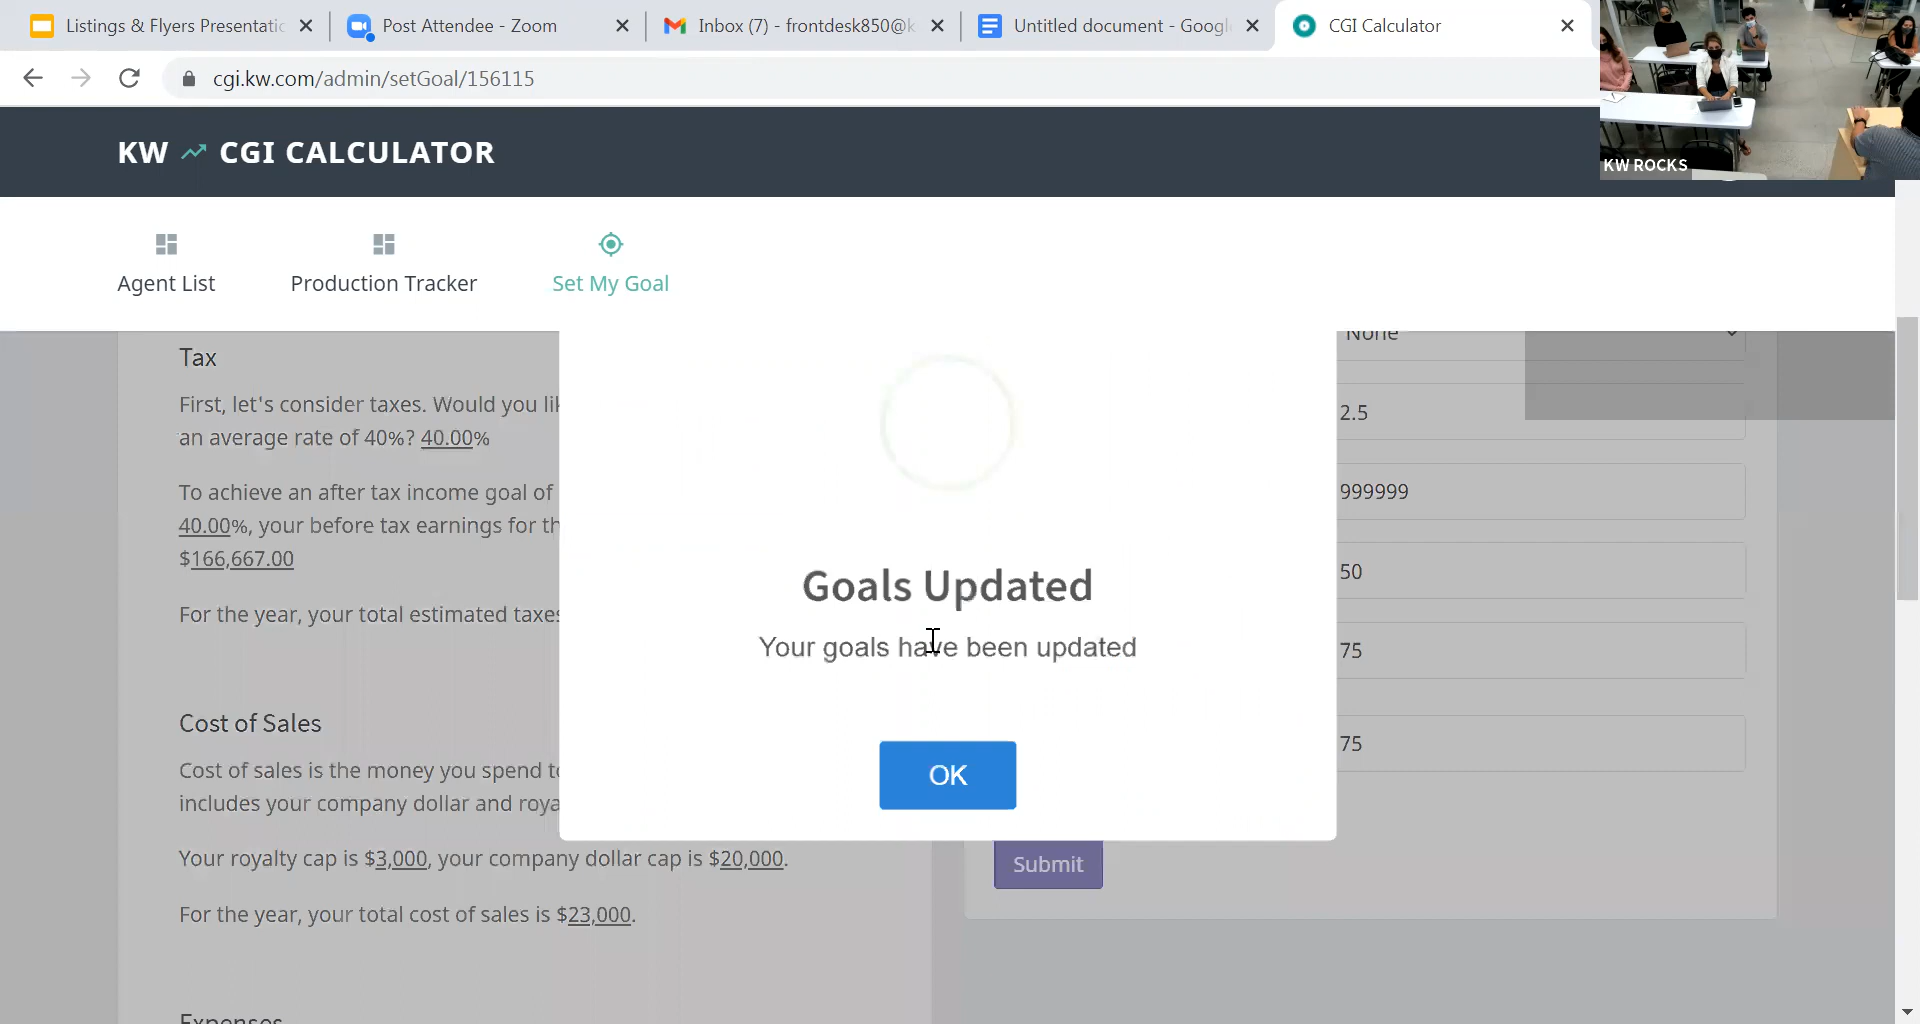 Listings & Flyers Presentatic
Post Attendee - Zoom
Inbox (7) - frontdesk850@k
Untitled document - Googl
CGI Calculator
cgi.kw.com/admin/setGoal/156115
KW CGI CALCULATOR
KW ROCKS
Agent List
Production Tracker
Set My Goal
Tax
None
First, let's consider taxes. Would you lik
2.5
an average rate of 40%? 40.00%
To achieve an after tax income goal of
999999
40.00%, your before tax earnings for th
$166,667.00
50
Goals Updated
For the year, your total estimated taxes
Your goals have been updated
75
Cost of Sales
75
Cost of sales is the money you spend to
OK
includes your company dollar and roya
Your royalty cap is $3,000, your company dollar cap is $20,000.
Submit
For the year, your total cost of sales is $23,000.
Expenses